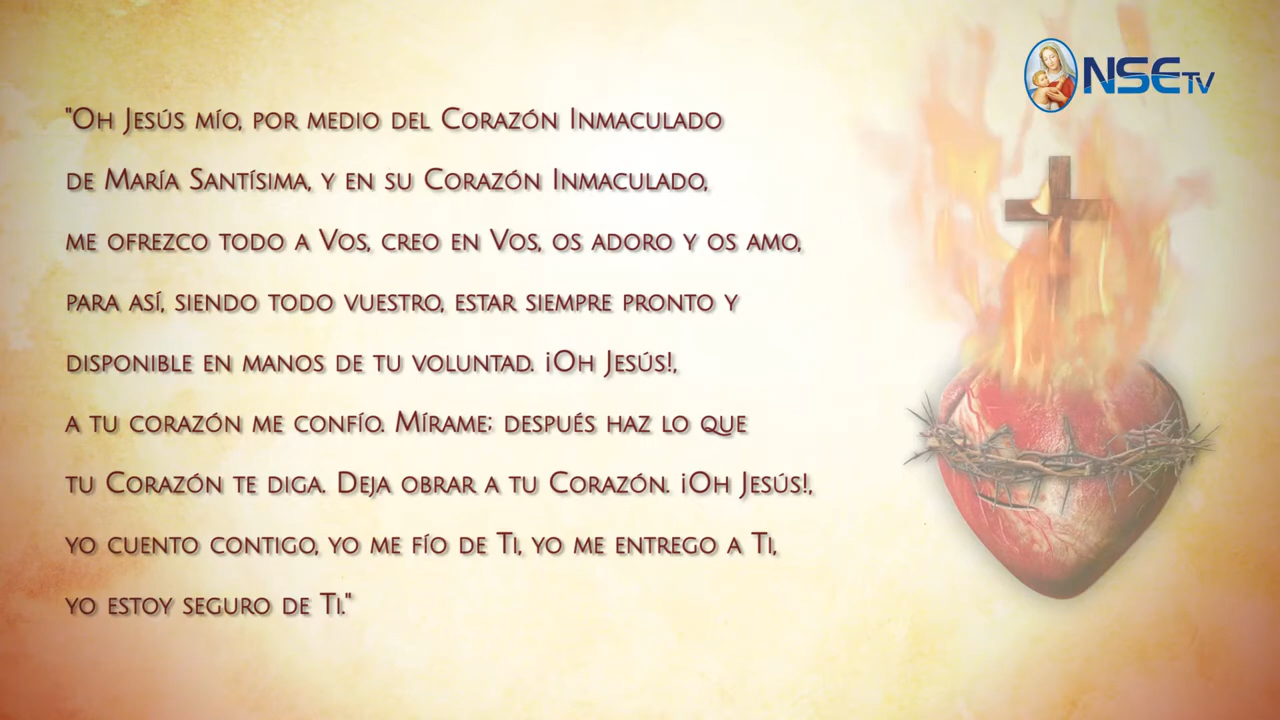 NSE TV
"Oh Jesús mío, por medio del Corazón Inmaculado
de María Santísima, y en su Corazón Inmaculado,
me ofrezco todo a Vos, creo en Vos, os adoro y os amo,
para así, siendo todo vuestro, estar siempre pronto y
disponible en manos de tu voluntad. ¡Oh Jesús!,
a tu corazón me confío. Mírame; después haz lo que
tu Corazón te diga. Deja obrar a tu Corazón. ¡Oh Jesús!,
yo cuento contigo, yo me fío de Ti, yo me entrego a Ti,
yo estoy seguro de Ti."